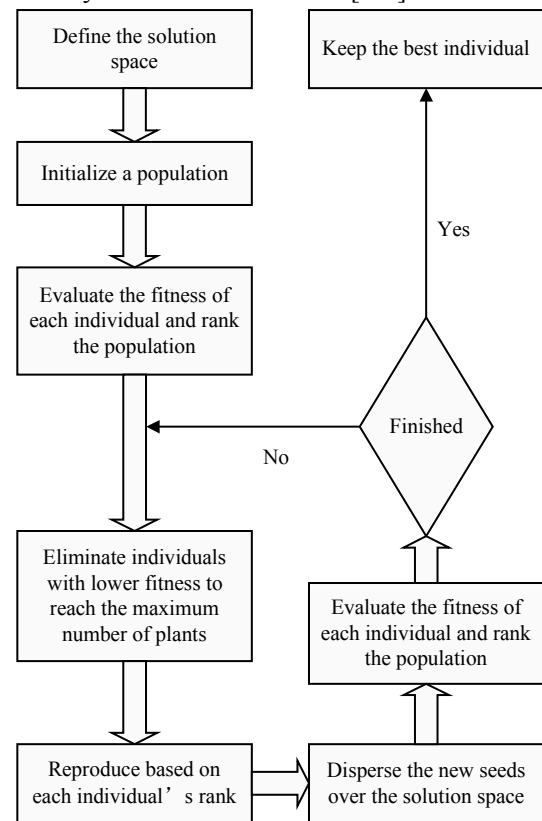 Define the solution
space
Initialize a population
Evaluate the fitness of
each individual and rank
the population
Eliminate individuals
with lower fitness to
reach the maximum
number of plants
Reproduce based on
each individual’s rank
Disperse the new seeds
over the solution space
Evaluate the fitness of
each individual and rank
the population
Finished
No
Yes
Keep the best individual